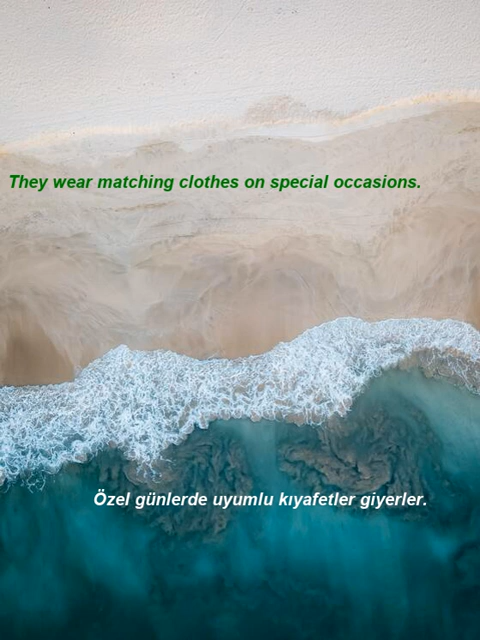 They wear matching clothes on special occasions.
Özel günlerde uyumlu kıyafetler giyerler.